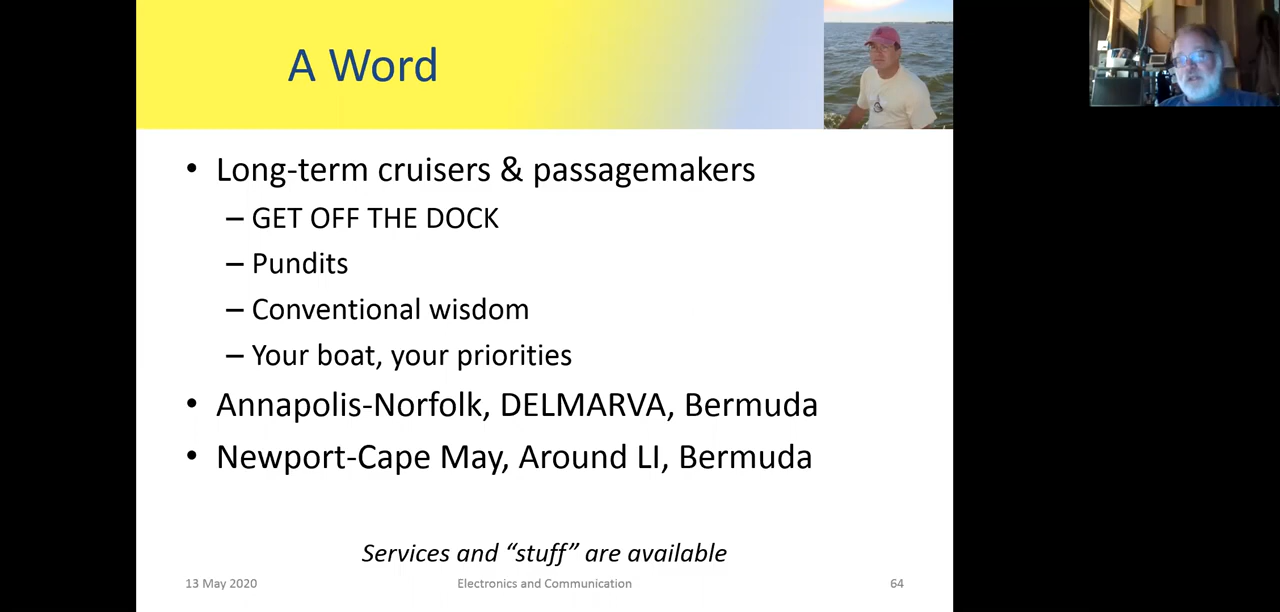 A Word
• Long-term cruisers & passagemakers
– GET OFF THE DOCK
– Pundits
– Conventional wisdom
– Your boat, your priorities
• Annapolis-Norfolk, DELMARVA, Bermuda
• Newport-Cape May, Around LI, Bermuda
Services and “stuff” are available
13 May 2020 Electronics and Communication 64